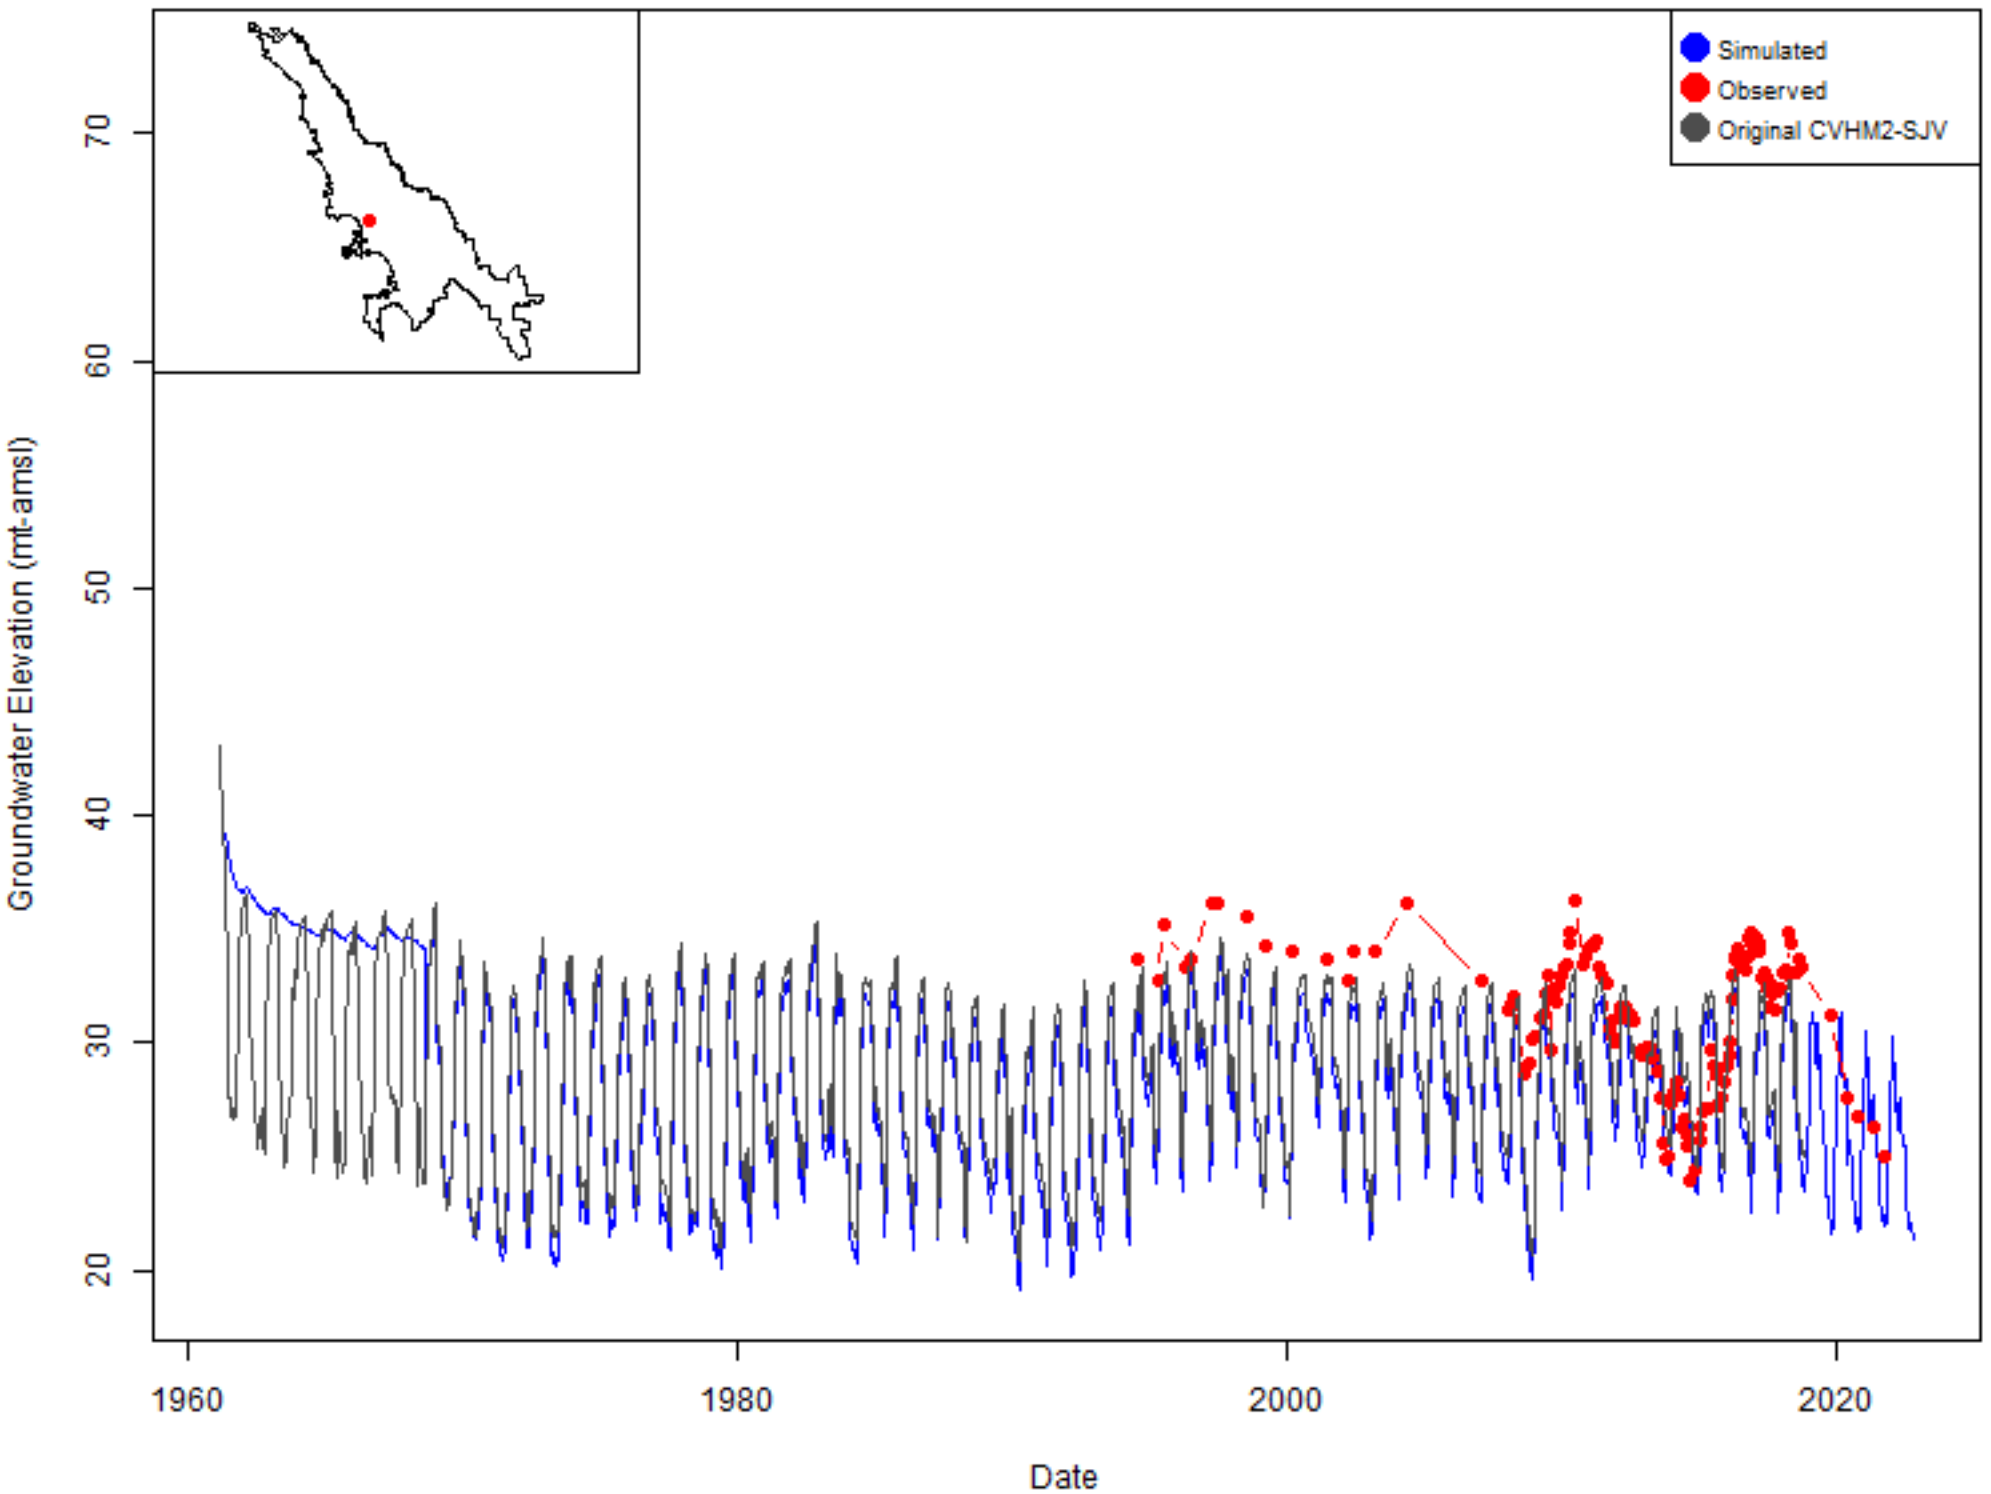 Simulated
Observed
Original CVHM2-SJV
Groundwater Elevation (mt-amsl)
70
60
50
40
30
20
1960 1980 2000 2020
Date